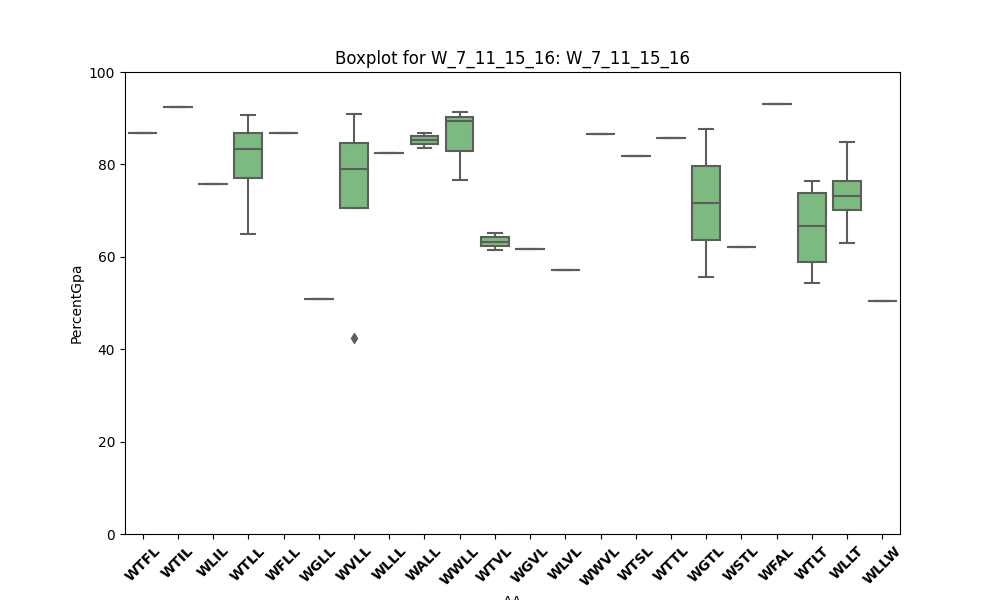 Boxplot for W_7_11_15_16: W_7_11_15_16
PercentGpa
100
80
60
40
20
0
WTFL
WTIL
WLIL
WTLL
WFLL
WGLL
WVLL
WLLL
WALL
WWLL
WTVL
WGVL
WLVL
WWVL
WTSL
WTTL
WGTL
WSTL
WFAL
WTLT
WLLT
WLLW
AA